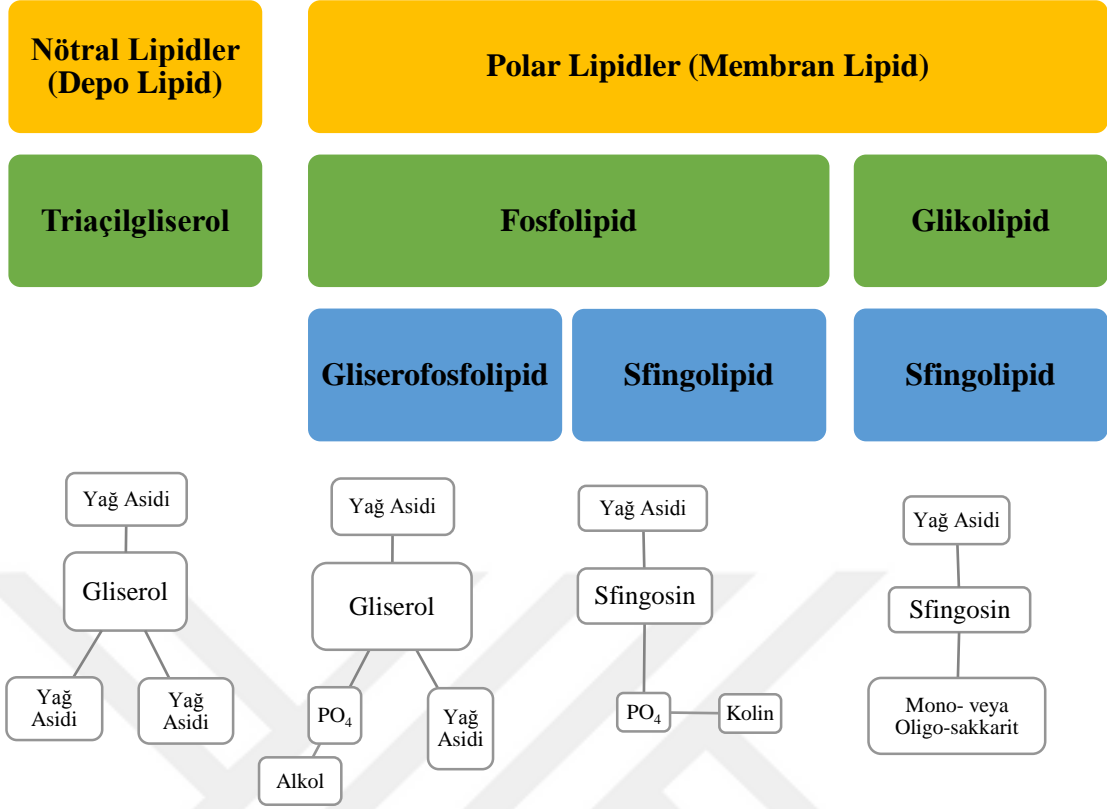 Nötral Lipidler
(Depo Lipid)
Polar Lipidler (Membran Lipid)
Triaçilgliserol
Fosfolipid
Glikolipid
Gliserofosfolipid
Sfingolipid
Sfingolipid
Yağ Asidi
Gliserol
Yağ
Asidi
Yağ
Asidi
Yağ Asidi
Gliserol
PO₄
Alkol
Yağ
Asidi
Yağ Asidi
Sfingosin
PO₄
Kolin
Yağ Asidi
Sfingosin
Mono- veya
Oligo-sakkarit